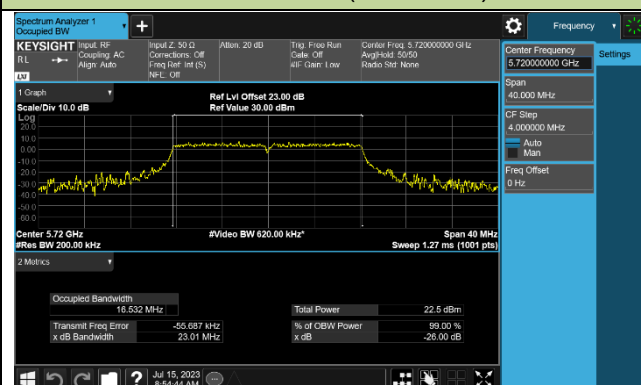 Spectrum Analyzer 1
Occupied BW
Frequency
KEYSIGHT
Input: RF
Input Z: 50 Ω
Atten: 20 dB
Trig: Free Run
Center Freq: 5.720000000 GHz
RL
Coupling: AC
Corrections: Off
Gate: Off
Avg|Hold: 50/50
Align: Auto
Freq Ref: Int (S)
#IF Gain: Low
Radio Std: None
LXI
NFE: Off
Center Frequency
5.720000000 GHz
Settings
Span
40.000 MHz
CF Step
4.000000 MHz
Auto
Man
Freq Offset
0 Hz
1 Graph
Ref Lvl Offset 23.00 dB
Scale/Div 10.0 dB
Ref Value 30.00 dBm
Log
20.0
10.0
0.00
-10.0
-20.0
-30.0
-40.0
-50.0
-60.0
Center 5.72 GHz
#Video BW 620.00 kHz*
Span 40 MHz
#Res BW 200.00 kHz
Sweep 1.27 ms (1001 pts)
2 Metrics
Occupied Bandwidth
16.532 MHz
Total Power
22.5 dBm
Transmit Freq Error
-55.687 kHz
% of OBW Power
99.00 %
x dB Bandwidth
23.01 MHz
x dB
-26.00 dB
?
Jul 15, 2023
8:54:44 AM